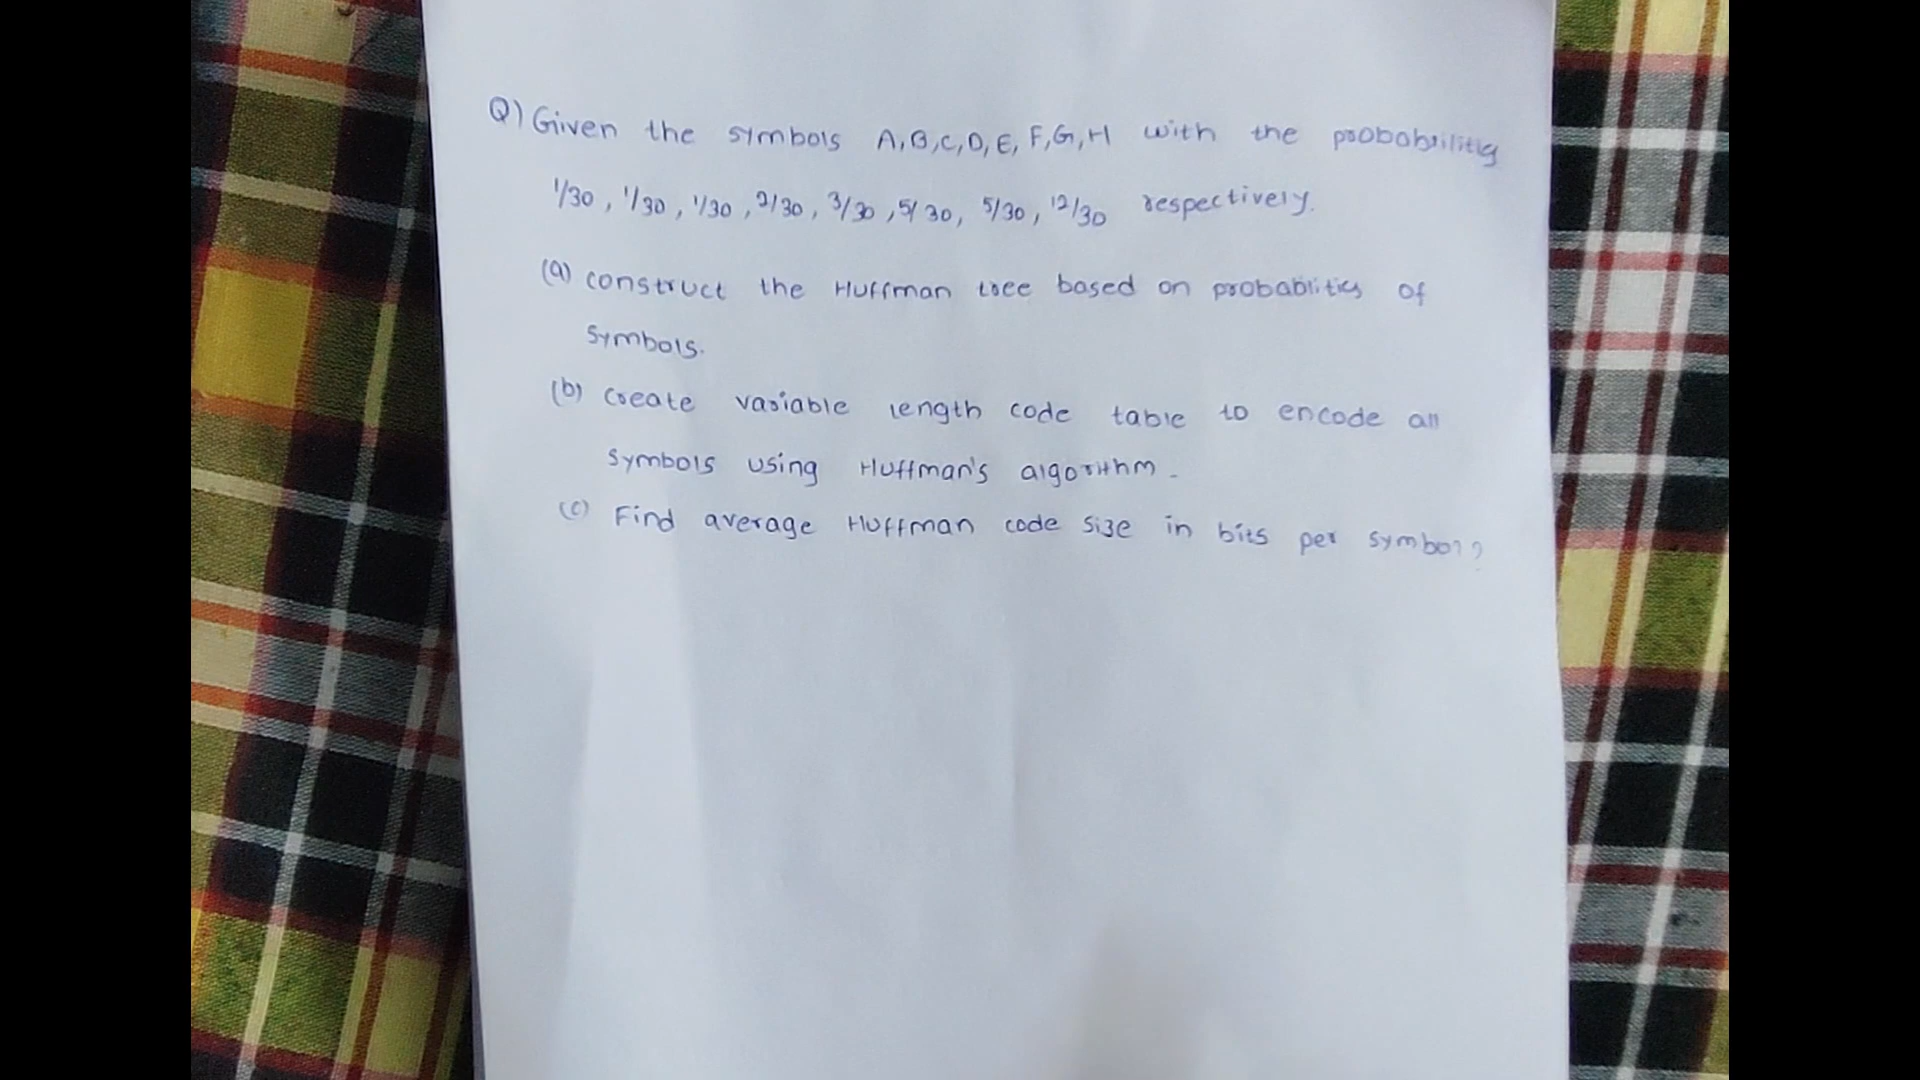 Q) Given the symbols A,B,C,D,E,F,G,H with the probabilities
1/30, 1/30, 1/30, 2/30, 3/30, 5/30, 5/30, 12/30 respectively.
(a) construct the Huffman tree based on probabilities of
symbols.
(b) create variable length code table to encode all
symbols using Huffman's algorithm.
(c) Find average Huffman code size in bits per symbol?